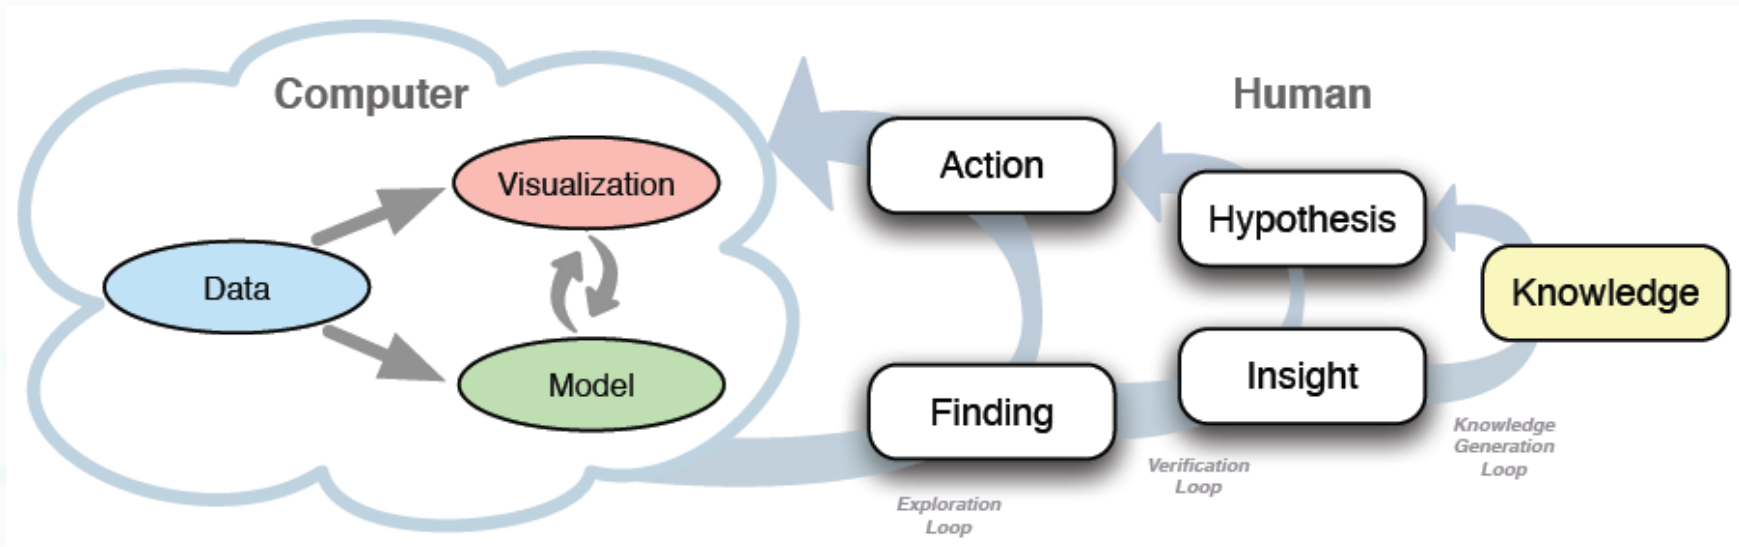 Computer
Human
Visualization
Data
Model
Action
Hypothesis
Knowledge
Finding
Insight
Exploration
Loop
Verification
Loop
Knowledge
Generation
Loop